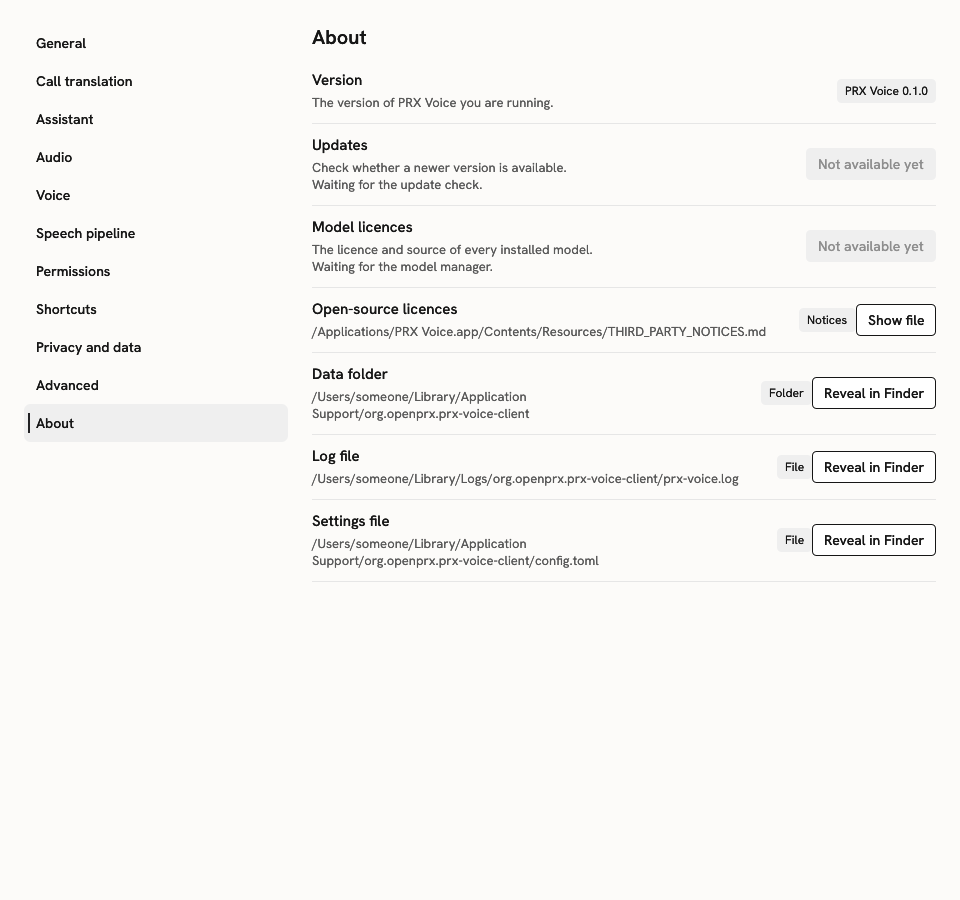 General
Call translation
Assistant
Audio
Voice
Speech pipeline
Permissions
Shortcuts
Privacy and data
Advanced
About
About
Version
The version of PRX Voice you are running.
PRX Voice 0.1.0
Updates
Check whether a newer version is available.
Waiting for the update check.
Not available yet
Model licences
The licence and source of every installed model.
Waiting for the model manager.
Not available yet
Open-source licences
/Applications/PRX Voice.app/Contents/Resources/THIRD_PARTY_NOTICES.md
Notices
Show file
Data folder
/Users/someone/Library/Application
Support/org.openprx.prx-voice-client
Folder
Reveal in Finder
Log file
/Users/someone/Library/Logs/org.openprx.prx-voice-client/prx-voice.log
File
Reveal in Finder
Settings file
/Users/someone/Library/Application
Support/org.openprx.prx-voice-client/config.toml
File
Reveal in Finder